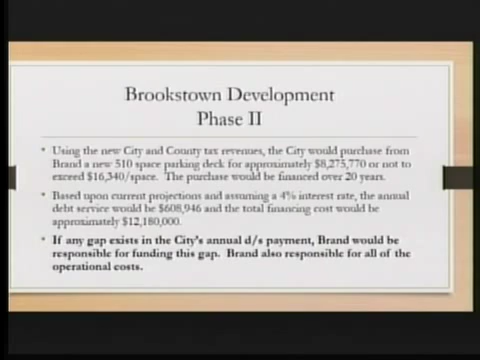 Brookstown Development
Phase II
• Using the new City and County tax revenues, the City would purchase from
Brand a new 510 space parking deck for approximately $8,275,770 or not to
exceed $16,340/space. The purchase would be financed over 20 years.
• Based upon current projections and assuming a 4% interest rate, the annual
debt service would be $608,946 and the total financing cost would be
approximately $12,180,000.
• If any gap exists in the City's annual d/s payment, Brand would be
responsible for funding this gap. Brand also responsible for all of the
operational costs.